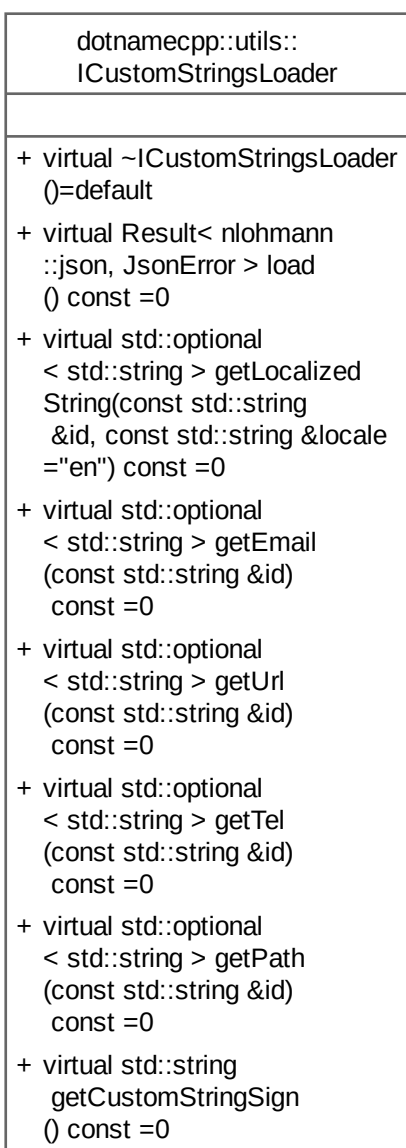 dotnamecpp::utils::
ICustomStringsLoader
+ virtual ~ICustomStringsLoader
()=default
+ virtual Result< nlohmann
::json, JsonError > load
() const =0
+ virtual std::optional
< std::string > getLocalized
String(const std::string
&id, const std::string &locale
="en") const =0
+ virtual std::optional
< std::string > getEmail
(const std::string &id)
const =0
+ virtual std::optional
< std::string > getUrl
(const std::string &id)
const =0
+ virtual std::optional
< std::string > getTel
(const std::string &id)
const =0
+ virtual std::optional
< std::string > getPath
(const std::string &id)
const =0
+ virtual std::string
getCustomStringSign
() const =0